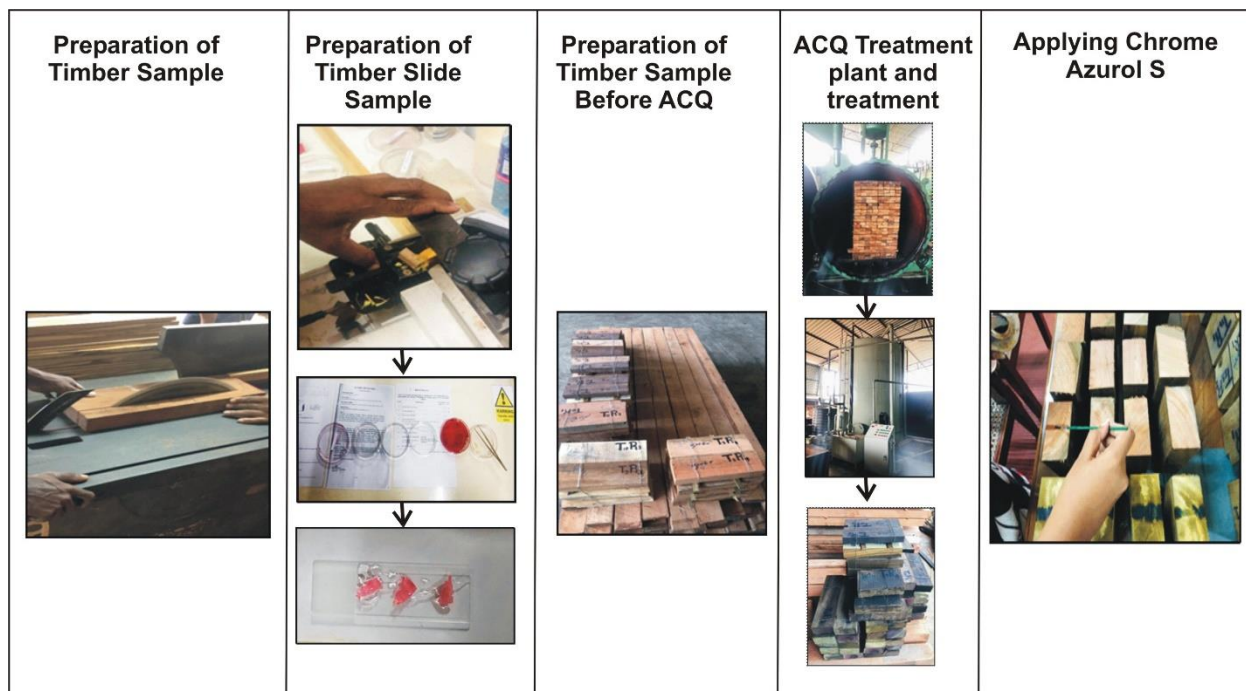 Preparation of
Timber Sample
Preparation of
Timber Slide
Sample
Preparation of
Timber Sample
Before ACQ
ACQ Treatment
plant and
treatment
Applying Chrome
Azurol S